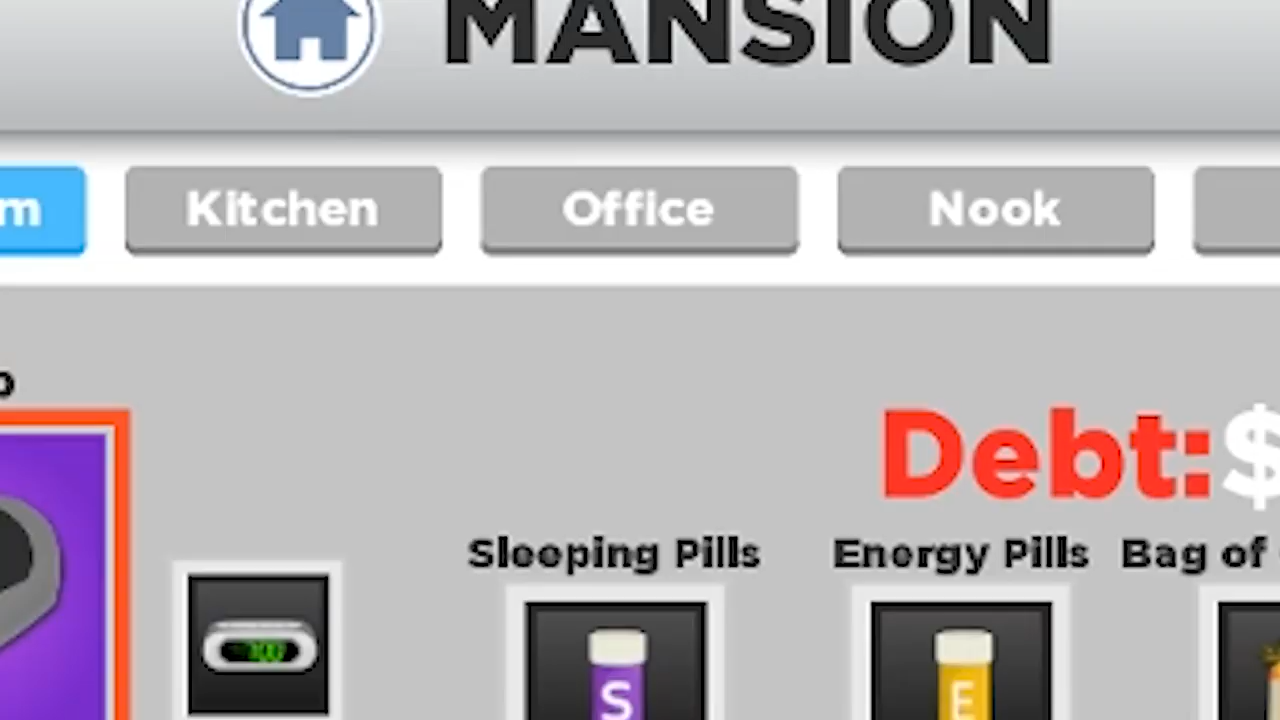 MANSION
m Kitchen Office Nook
Debt:$
Sleeping Pills Energy Pills Bag of
S E